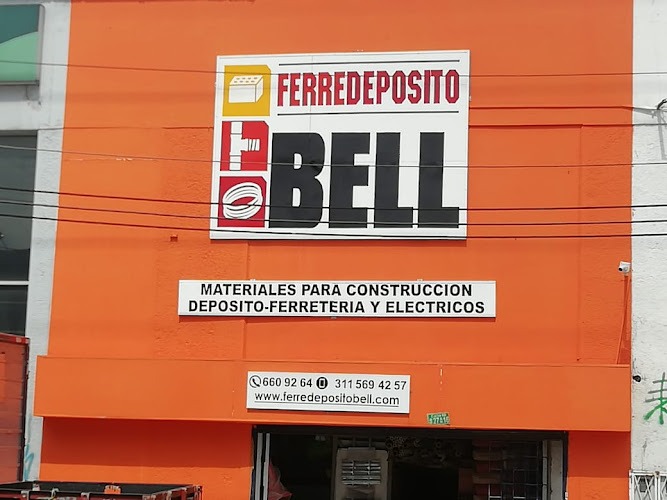 FERREDEPOSITO
BELL
MATERIALES PARA CONSTRUCCION
DEPOSITO-FERRETERIA Y ELECTRICOS
660 92 64 311 569 42 57
www.ferredepositobell.com